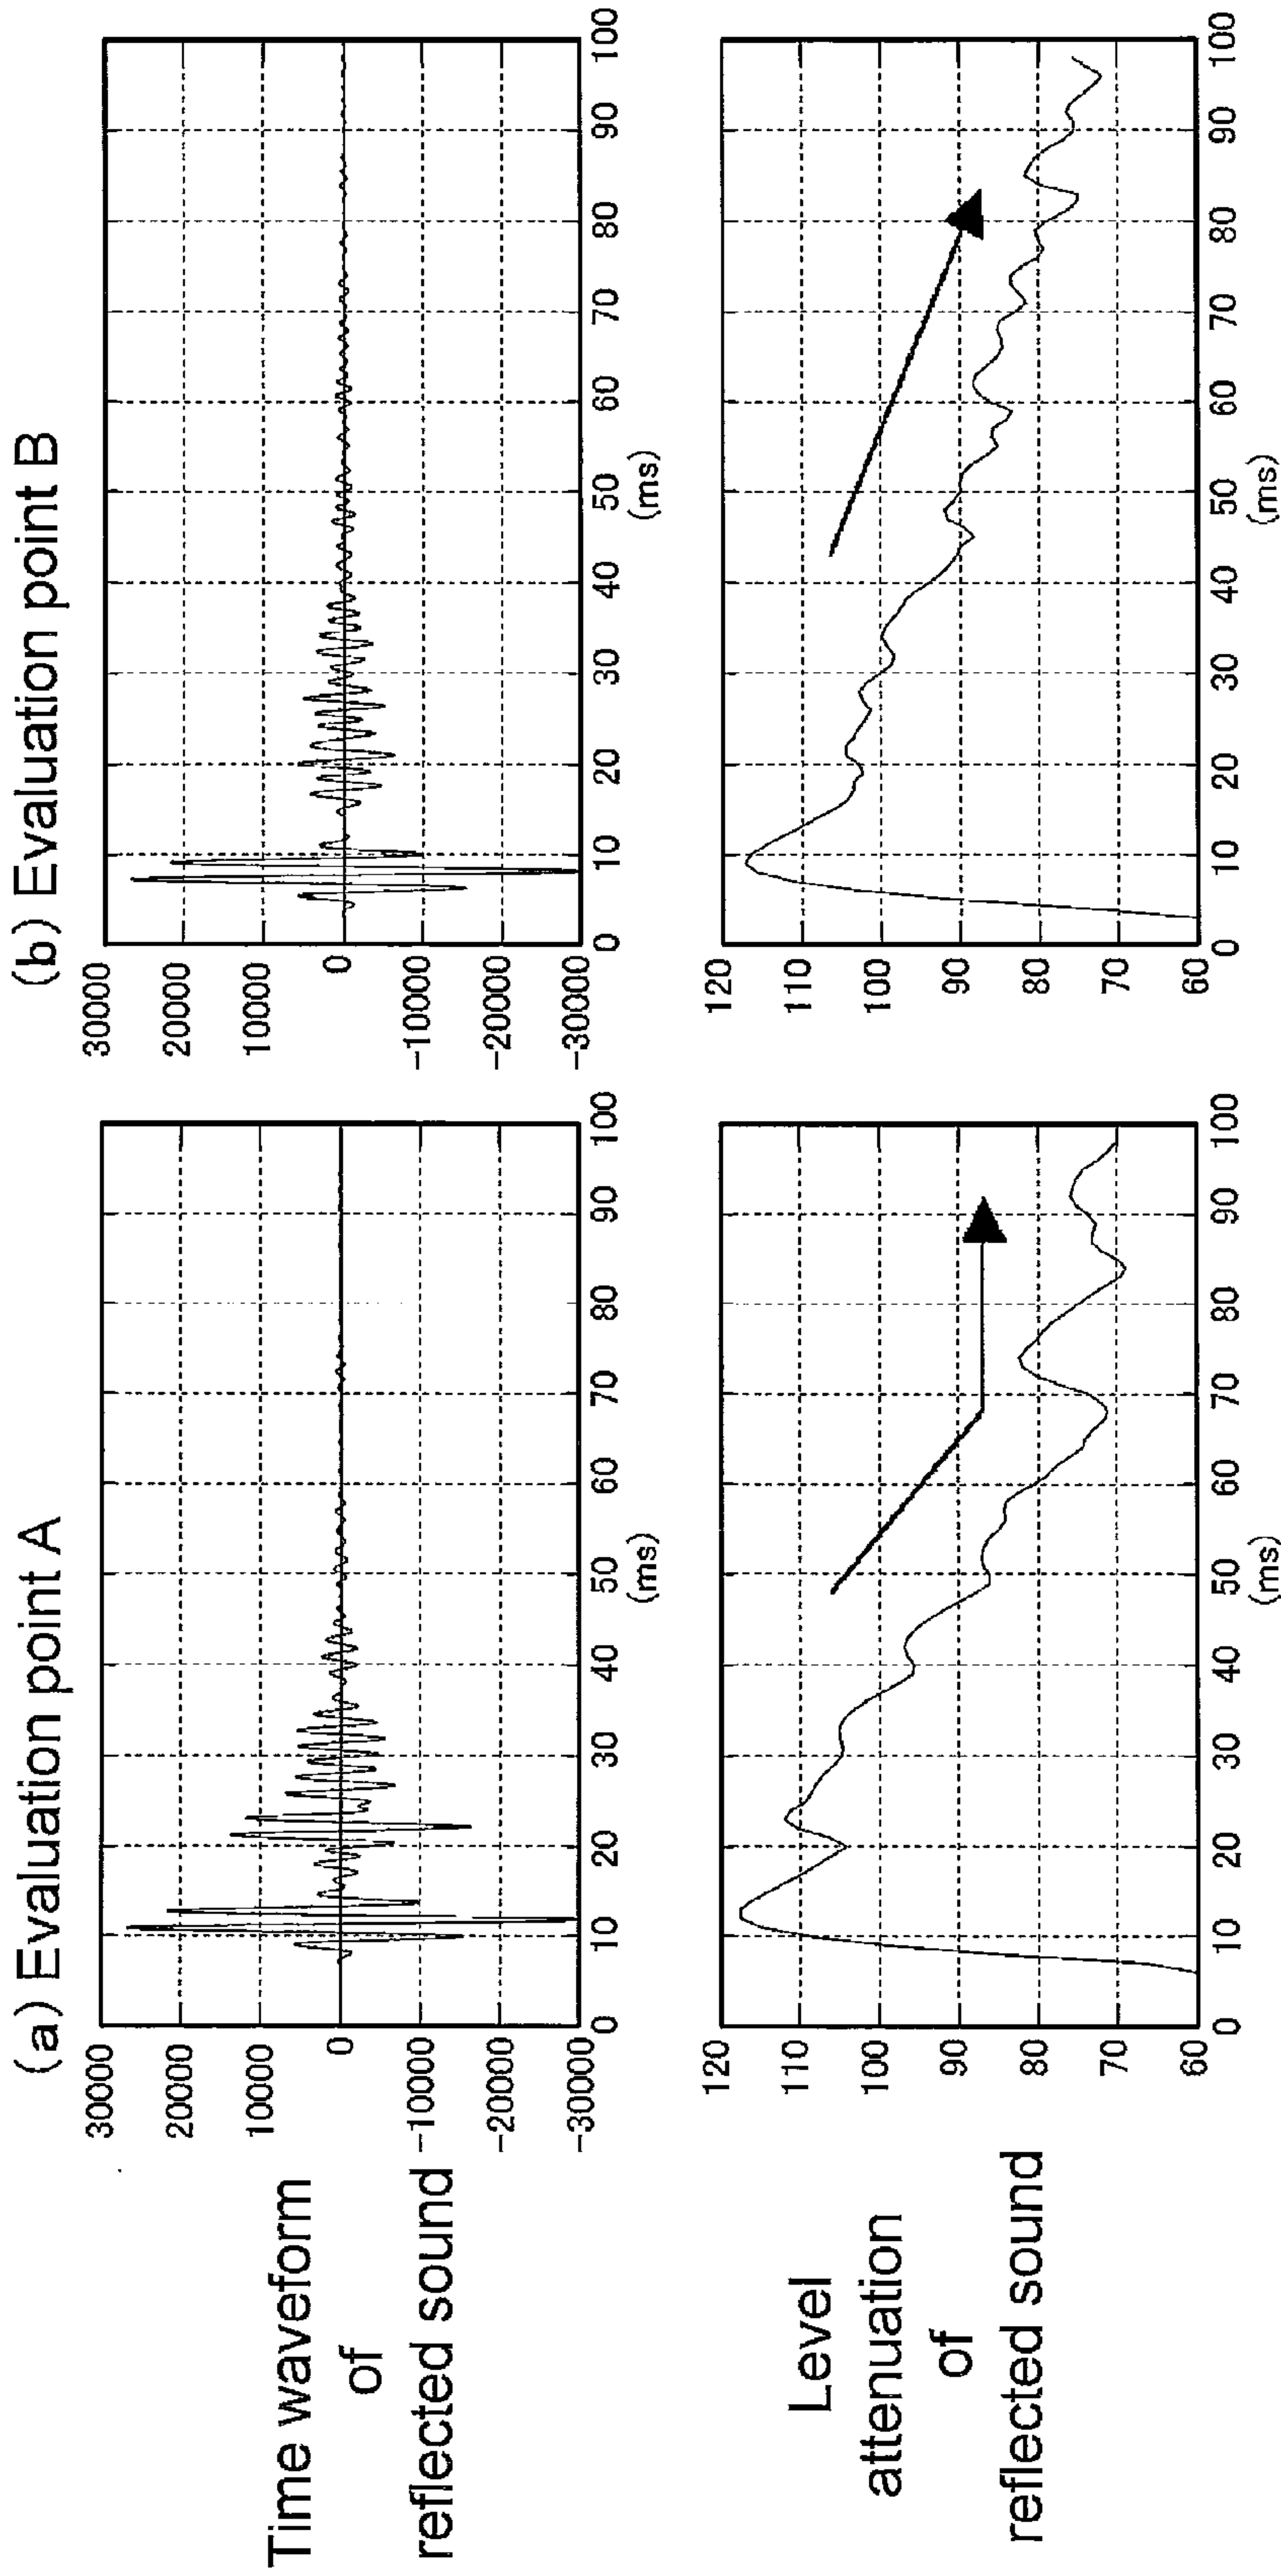 (a) Evaluation point A
(b) Evaluation point B
Time waveform
of
reflected sound
30000
20000
10000
0
-10000
-20000
-30000
0 10 20 30 40 50 60 70 80 90 100
(ms)
30000
20000
10000
0
-10000
-20000
-30000
0 10 20 30 40 50 60 70 80 90 100
(ms)
Level
attenuation
of
reflected sound
120
110
100
90
80
70
60
0 10 20 30 40 50 60 70 80 90 100
(ms)
120
110
100
90
80
70
60
0 10 20 30 40 50 60 70 80 90 100
(ms)